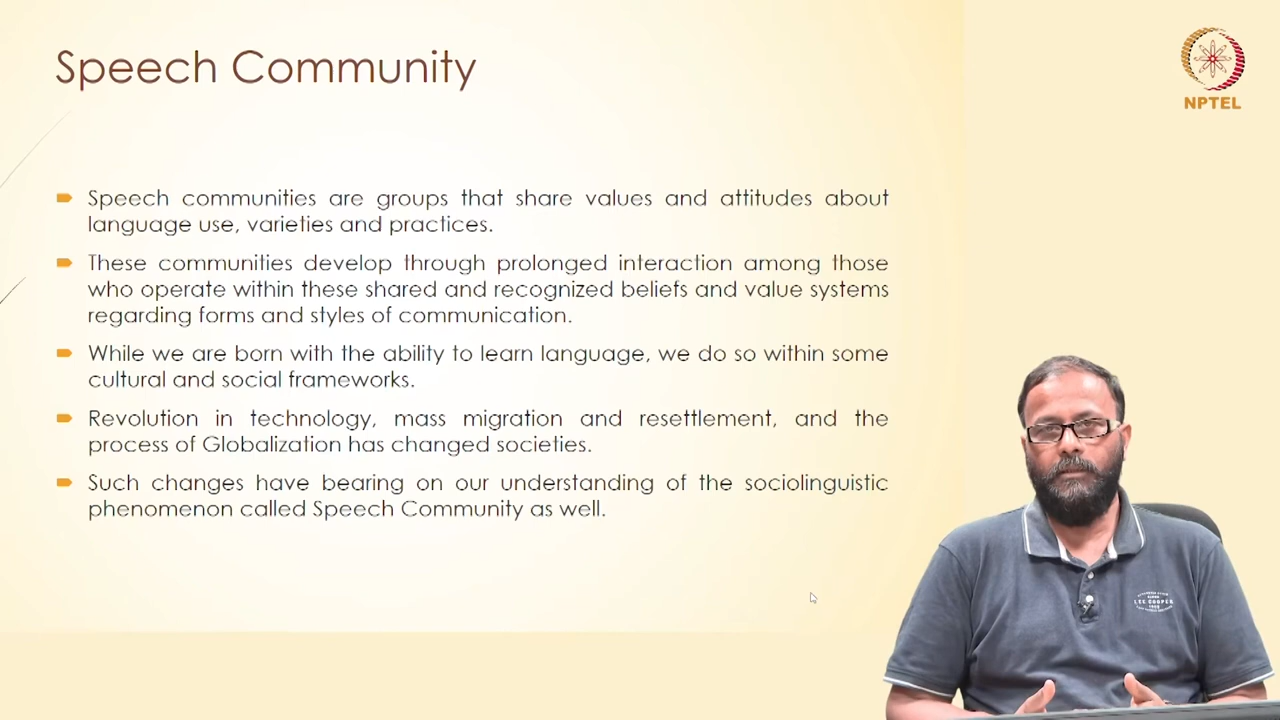 Speech Community
NPTEL
Speech communities are groups that share values and attitudes about
language use, varieties and practices.
These communities develop through prolonged interaction among those
who operate within these shared and recognized beliefs and value systems
regarding forms and styles of communication.
While we are born with the ability to learn language, we do so within some
cultural and social frameworks.
Revolution in technology, mass migration and resettlement, and the
process of Globalization has changed societies.
Such changes have bearing on our understanding of the sociolinguistic
phenomenon called Speech Community as well.
LEE COOPER